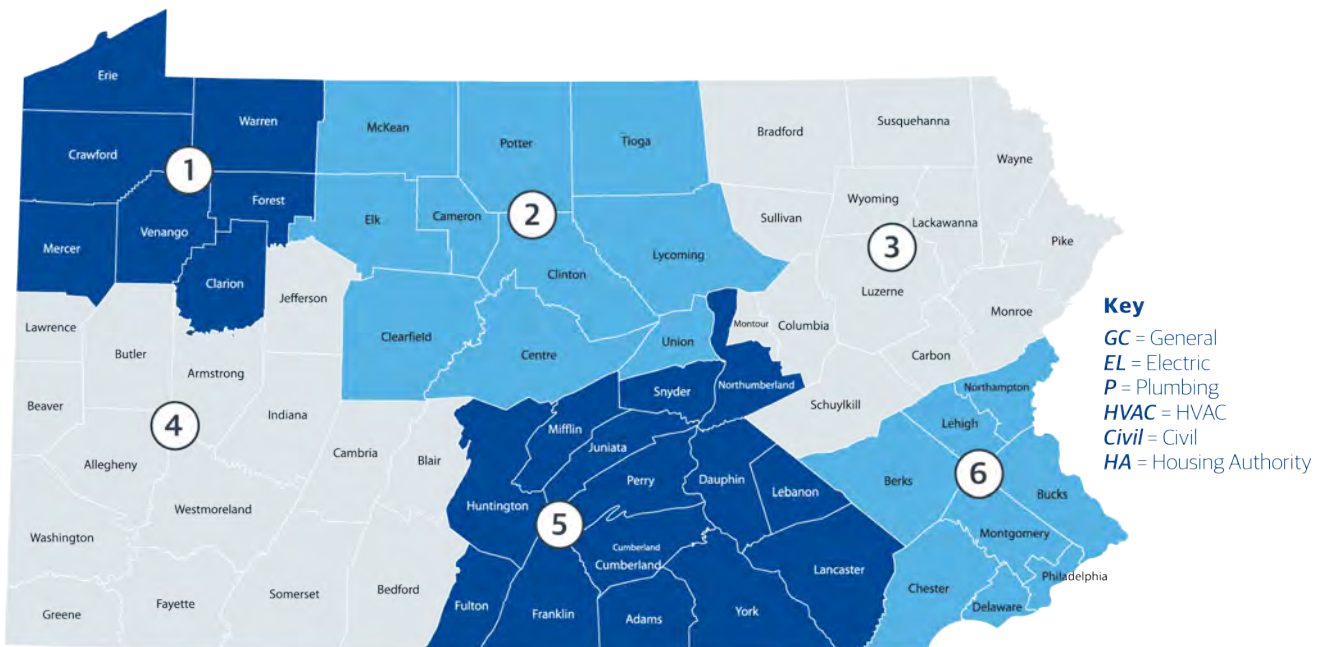 Erie
Warren
McKean
Potter
Tioga
Bradford
Susquehanna
Wayne
Crawford
1
Forest
Elk
Cameron
2
Wyoming
Lackawanna
Sullivan
3
Pike
Mercer
Venango
Lycoming
Clarion
Clinton
Luzerne
Jefferson
Monroe
Lawrence
Butler
Armstrong
Clearfield
Centre
Union
Montour
Columbia
Carbon
Beaver
4
Indiana
Snyder
Northumberland
Schuylkill
Northampton
Lehigh
Allegheny
Cambria
Blair
Mifflin
Juniata
Perry
Dauphin
Lebanon
Berks
6
Bucks
Westmoreland
Huntington
5
Montgomery
Washington
Cumberland
Cumberland
Lancaster
Philadelphia
Chester
Delaware
Greene
Fayette
Somerset
Bedford
Fulton
Franklin
Adams
York
Key
GC = General
EL = Electric
P = Plumbing
HVAC = HVAC
Civil = Civil
HA = Housing Authority